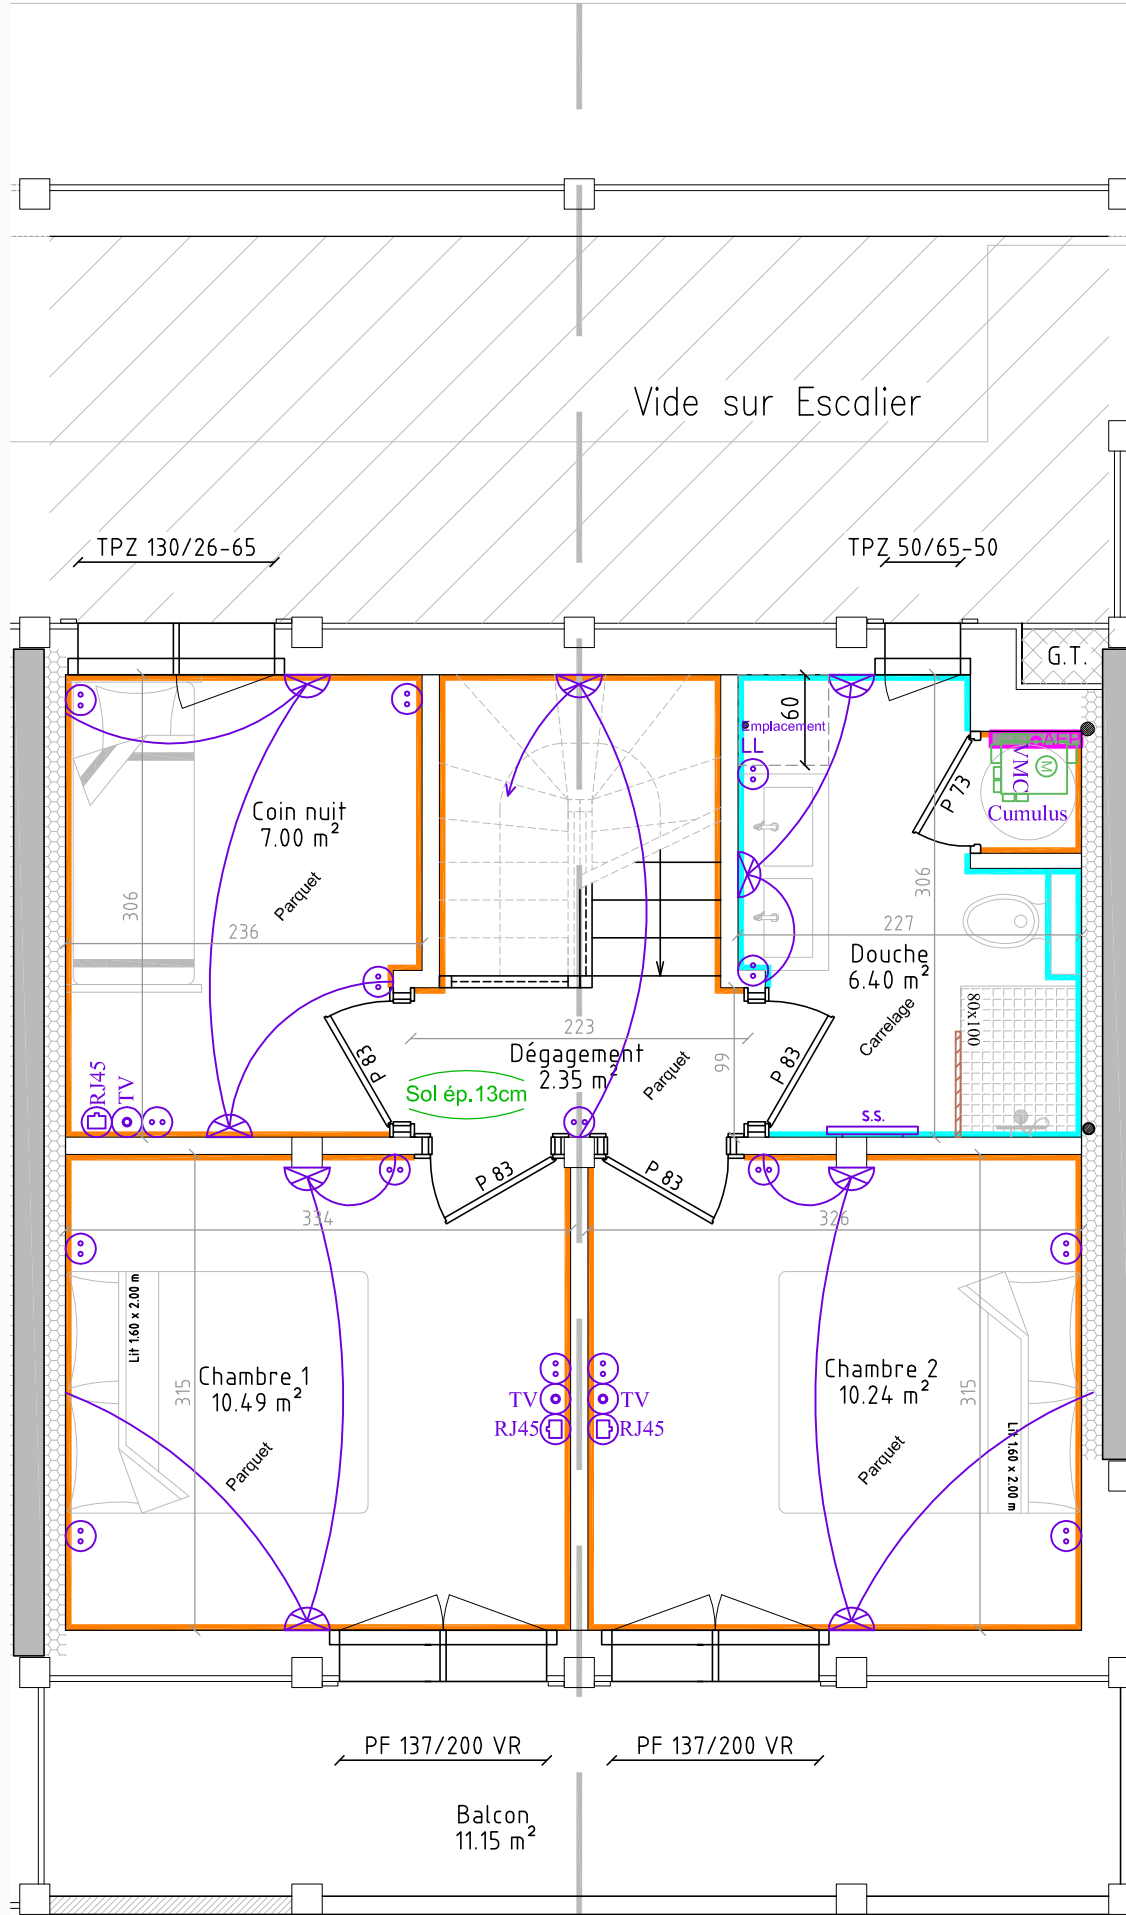 Vide sur Escalier
TPZ 130/26-65
TPZ 50/65-50
G.T.
60
Emplacement
LL
P 73
VMC
M
Cumulus
Coin nuit
7.00 m²
Parquet
306
236
306
227
Douche
6.40 m²
Carrelage
80x100
223
Dégagement
2.35 m²
Parquet
99
P 83
P 83
Sol ép.13cm
RJ45
TV
s.s.
P 83
P 83
334
326
Lit 1.60 x 2.00 m
Chambre 1
10.49 m²
315
Parquet
TV
RJ45
TV
RJ45
Chambre 2
10.24 m²
315
Parquet
Lit 1.60 x 2.00 m
PF 137/200 VR
PF 137/200 VR
Balcon
11.15 m²